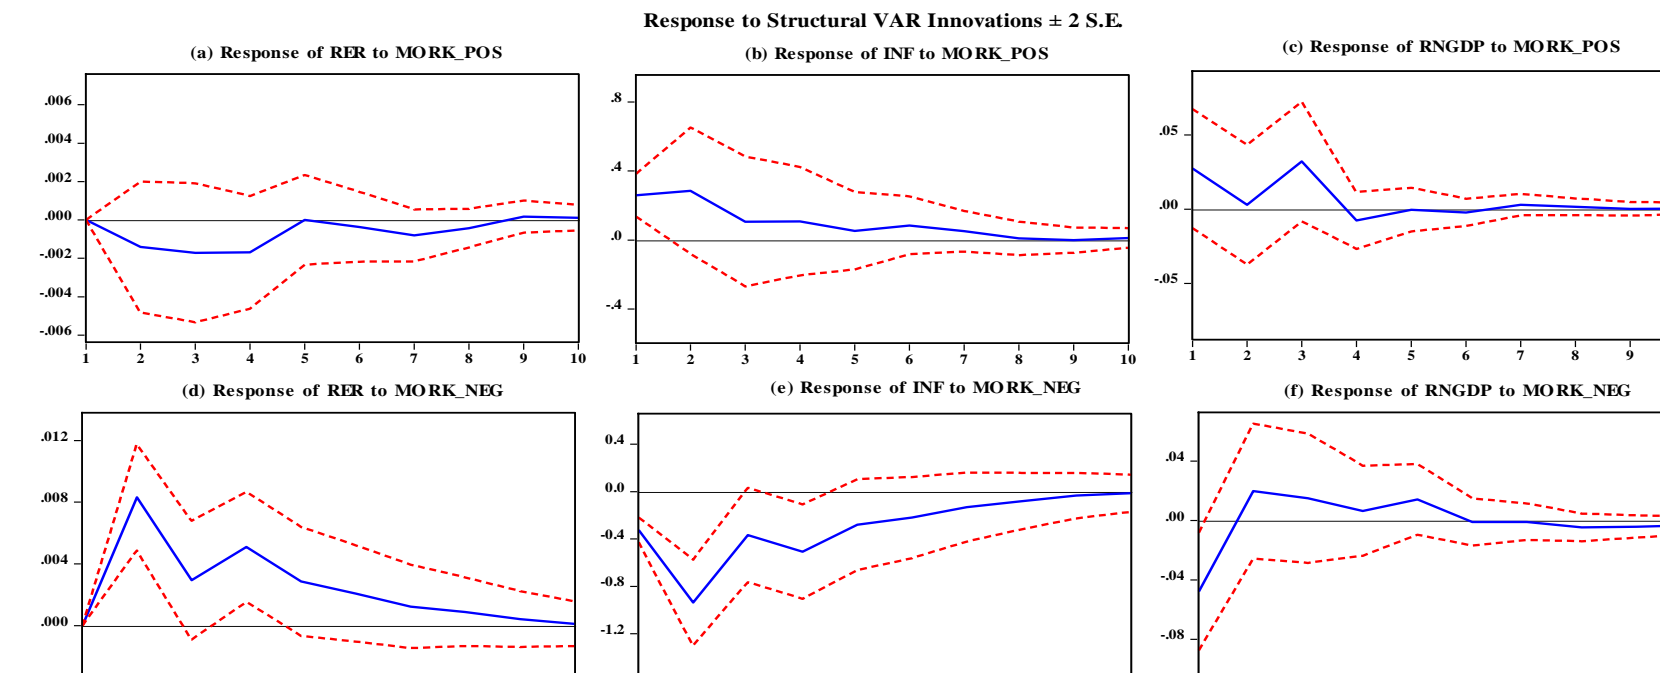 Response to Structural VAR Innovations ± 2 S.E.
(a) Response of RER to MORK_POS
(b) Response of INF to MORK_POS
(c) Response of RNGDP to MORK_POS
.006
.004
.002
.000
-.002
-.004
-.006
1 2 3 4 5 6 7 8 9 10
.8
.4
.0
-.4
1 2 3 4 5 6 7 8 9 10
.05
.00
-.05
1 2 3 4 5 6 7 8 9
(d) Response of RER to MORK_NEG
(e) Response of INF to MORK_NEG
(f) Response of RNGDP to MORK_NEG
.012
.008
.004
.000
0.4
0.0
-0.4
-0.8
-1.2
.04
.00
-.04
-.08